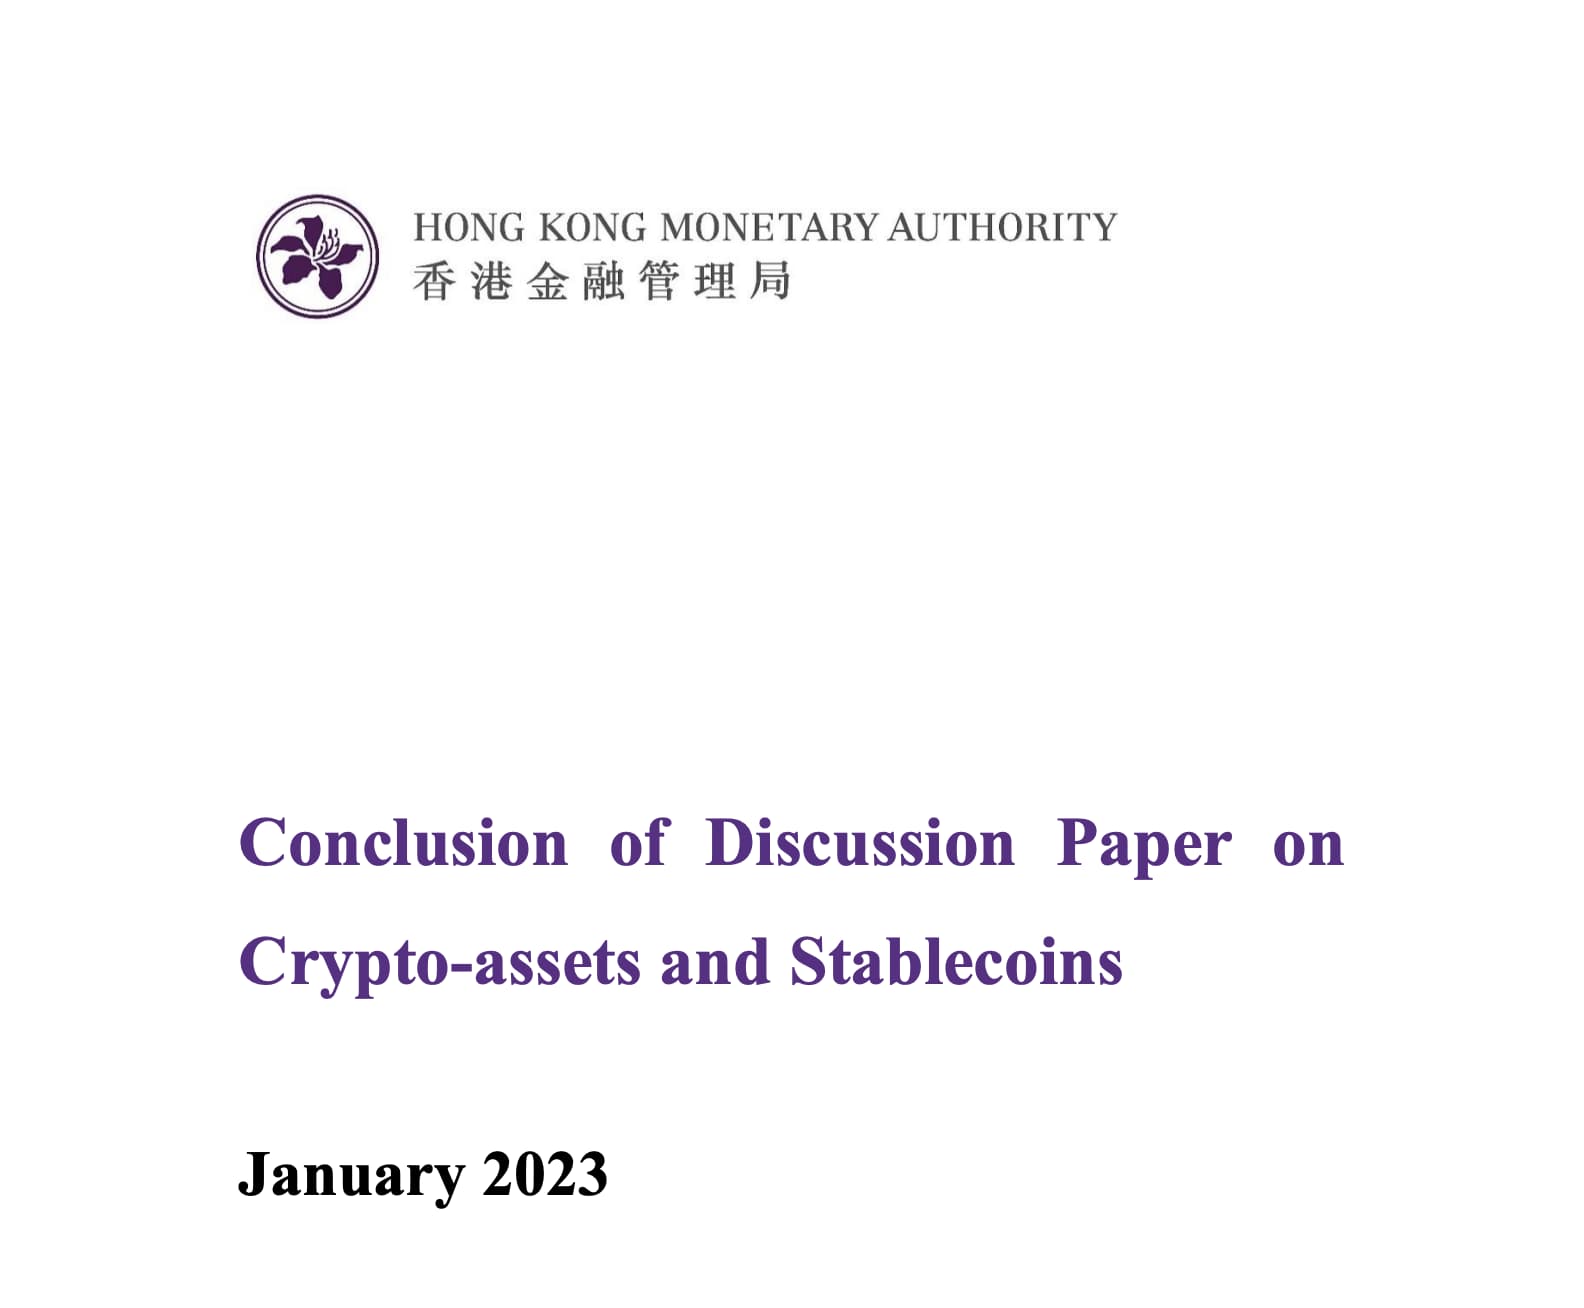 HONG KONG MONETARY AUTHORITY
香港金融管理局
Conclusion of Discussion Paper on
Crypto-assets and Stablecoins
January 2023